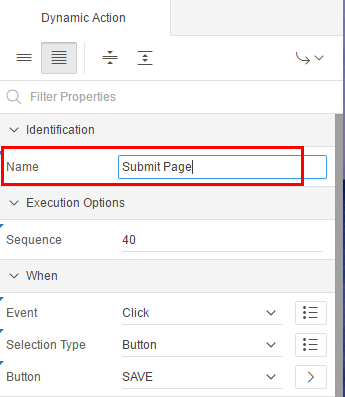 Dynamic Action
Filter Properties
Identification
Name Submit Page
Execution Options
Sequence 40
When
Event Click
Selection Type Button
Button SAVE